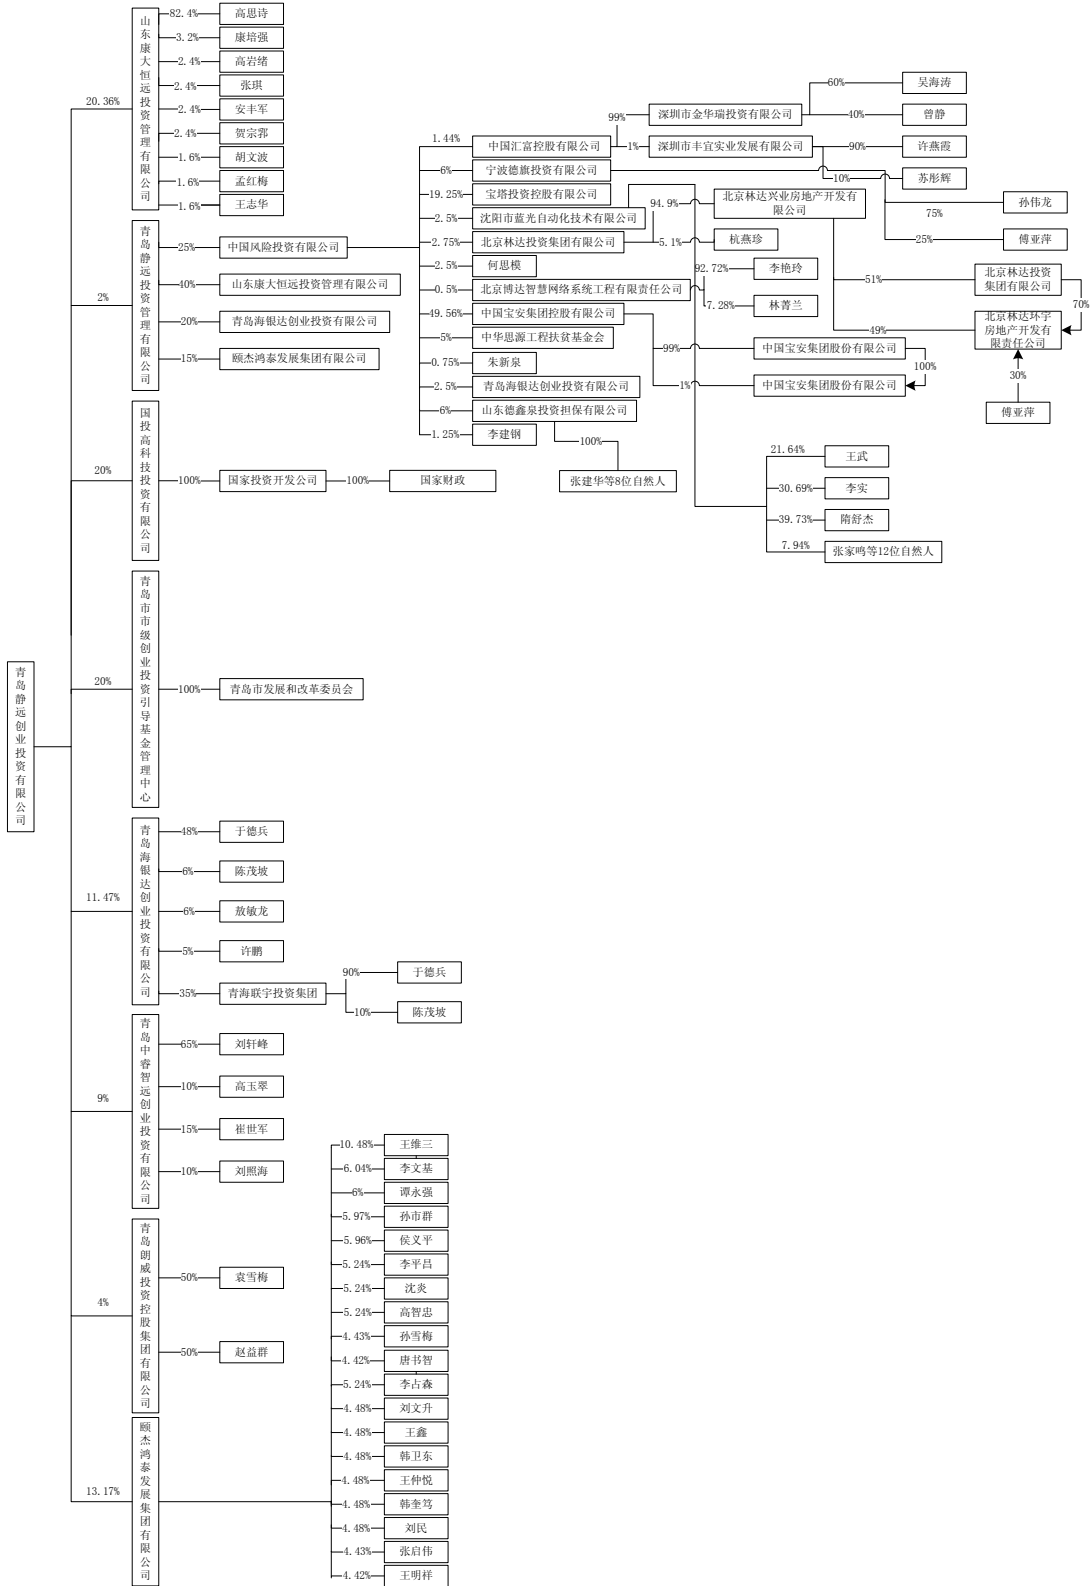 青岛静远创业投资有限公司
20.36%
山东康大恒远投资管理有限公司
82.4%
高思诗
3.2%
康培强
2.4%
高岩绪
2.4%
张琪
2.4%
安丰军
2.4%
贺宗郭
1.6%
胡文波
1.6%
孟红梅
1.6%
王志华
2%
青岛静远投资管理有限公司
25%
中国风险投资有限公司
40%
山东康大恒远投资管理有限公司
20%
青岛海银达创业投资有限公司
15%
颐杰鸿泰发展集团有限公司
1.44%
中国汇富控股有限公司
99%
深圳市金华瑞投资有限公司
60%
吴海涛
40%
曾静
1%
深圳市丰宜实业发展有限公司
90%
许燕霞
10%
苏彤辉
6%
宁波德旗投资有限公司
75%
孙伟龙
25%
傅亚萍
19.25%
宝塔投资控股有限公司
2.5%
沈阳市蓝光自动化技术有限公司
21.64%
王武
30.69%
李实
39.73%
隋舒杰
7.94%
张家鸣等12位自然人
2.75%
北京林达投资集团有限公司
94.9%
北京林达兴业房地产开发有
限公司
5.1%
杭燕珍
51%
北京林达投资
集团有限公司
70%
49%
北京林达环宇
房地产开发有
限责任公司
30%
傅亚萍
2.5%
何思模
0.5%
北京博达智慧网络系统工程有限责任公司
92.72%
李艳玲
7.28%
林菁兰
49.56%
中国宝安集团控股有限公司
99%
中国宝安集团股份有限公司
100%
1%
中国宝安集团股份有限公司
5%
中华思源工程扶贫基金会
0.75%
朱新泉
2.5%
青岛海银达创业投资有限公司
6%
山东德鑫泉投资担保有限公司
100%
张建华等8位自然人
1.25%
李建钢
20%
国投高科技投资有限公司
100%
国家投资开发公司
100%
国家财政
20%
青岛市市级创业投资引导基金管理中心
100%
青岛市发展和改革委员会
11.47%
青岛海银达创业投资有限公司
48%
于德兵
6%
陈茂坡
6%
敖敏龙
5%
许鹏
35%
青海联宇投资集团
90%
于德兵
10%
陈茂坡
9%
青岛中睿智远创业投资有限公司
65%
刘轩峰
10%
高玉翠
15%
崔世军
10%
刘照海
4%
青岛朗威投资控股集团有限公司
50%
袁雪梅
50%
赵益群
13.17%
颐杰鸿泰发展集团有限公司
10.48%
王维三
6.04%
李文基
6%
谭永强
5.97%
孙市群
5.96%
侯义平
5.24%
李平昌
5.24%
沈炎
5.24%
高智忠
4.43%
孙雪梅
4.42%
唐书智
5.24%
李占森
4.48%
刘文升
4.48%
王鑫
4.48%
韩卫东
4.48%
王仲悦
4.48%
韩奎笃
4.48%
刘民
4.43%
张启伟
4.42%
王明祥